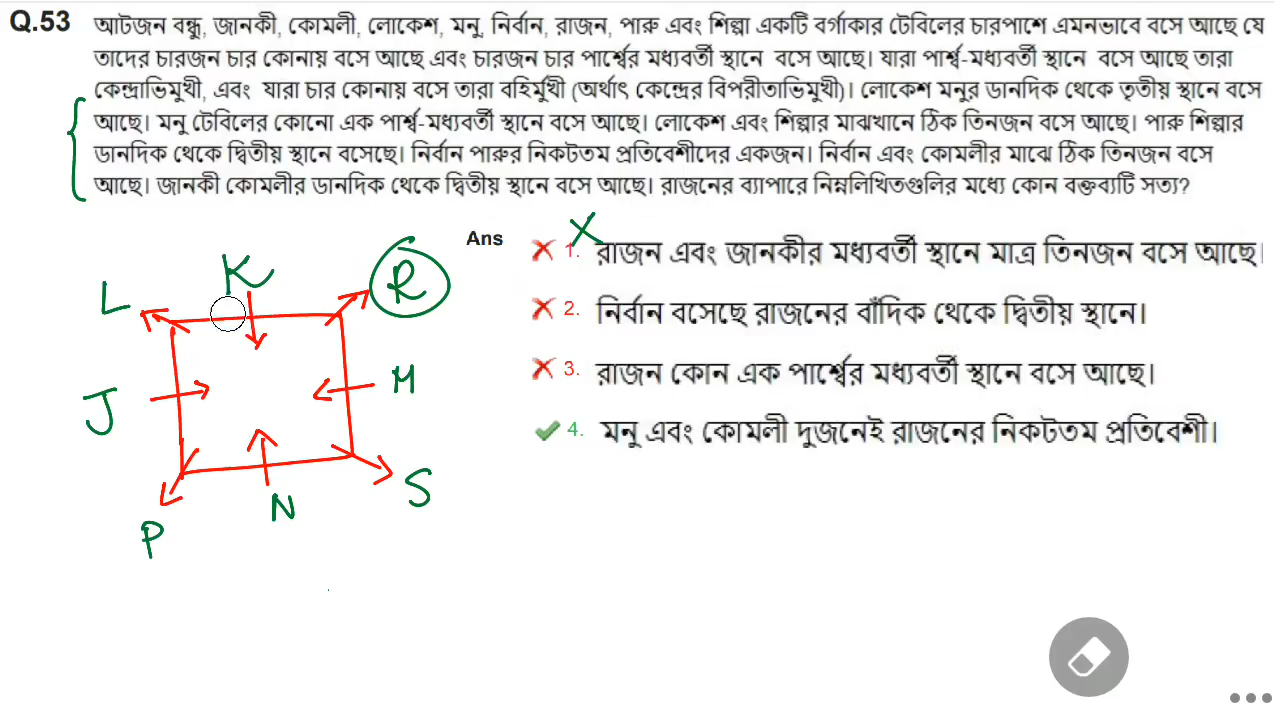 Q.53 আটজন বন্ধু, জানকী, কোমলী, লোকেশ, মনু, নির্বান, রাজন, পারু এবং শিল্পা একটি বর্গাকার টেবিলের চারপাশে এমনভাবে বসে আছে যে
তাদের চারজন চার কোনায় বসে আছে এবং চারজন চার পার্শ্বের মধ্যবর্তী স্থানে বসে আছে। যারা পার্শ্ব-মধ্যবর্তী স্থানে বসে আছে তারা
কেন্দ্রাভিমুখী, এবং যারা চার কোনায় বসে তারা বহির্মুখী (অর্থাৎ কেন্দ্রের বিপরীতাভিমুখী)। লোকেশ মনুর ডানদিক থেকে তৃতীয় স্থানে বসে
আছে। মনু টেবিলের কোনো এক পার্শ্ব-মধ্যবর্তী স্থানে বসে আছে। লোকেশ এবং শিল্পার মাঝখানে ঠিক তিনজন বসে আছে। পারু শিল্পার
ডানদিক থেকে দ্বিতীয় স্থানে বসেছে। নির্বান পারুর নিকটতম প্রতিবেশীদের একজন। নির্বান এবং কোমলীর মাঝে ঠিক তিনজন বসে
আছে। জানকী কোমলীর ডানদিক থেকে দ্বিতীয় স্থানে বসে আছে। রাজনের ব্যাপারে নিম্নলিখিতগুলির মধ্যে কোন বক্তব্যটি সত্য?
Ans
1. রাজন এবং জানকীর মধ্যবর্তী স্থানে মাত্র তিনজন বসে আছে।
2. নির্বান বসেছে রাজনের বাঁদিক থেকে দ্বিতীয় স্থানে।
3. রাজন কোন এক পার্শ্বের মধ্যবর্তী স্থানে বসে আছে।
4. মনু এবং কোমলী দুজনেই রাজনের নিকটতম প্রতিবেশী।
L K R
J M
P N S